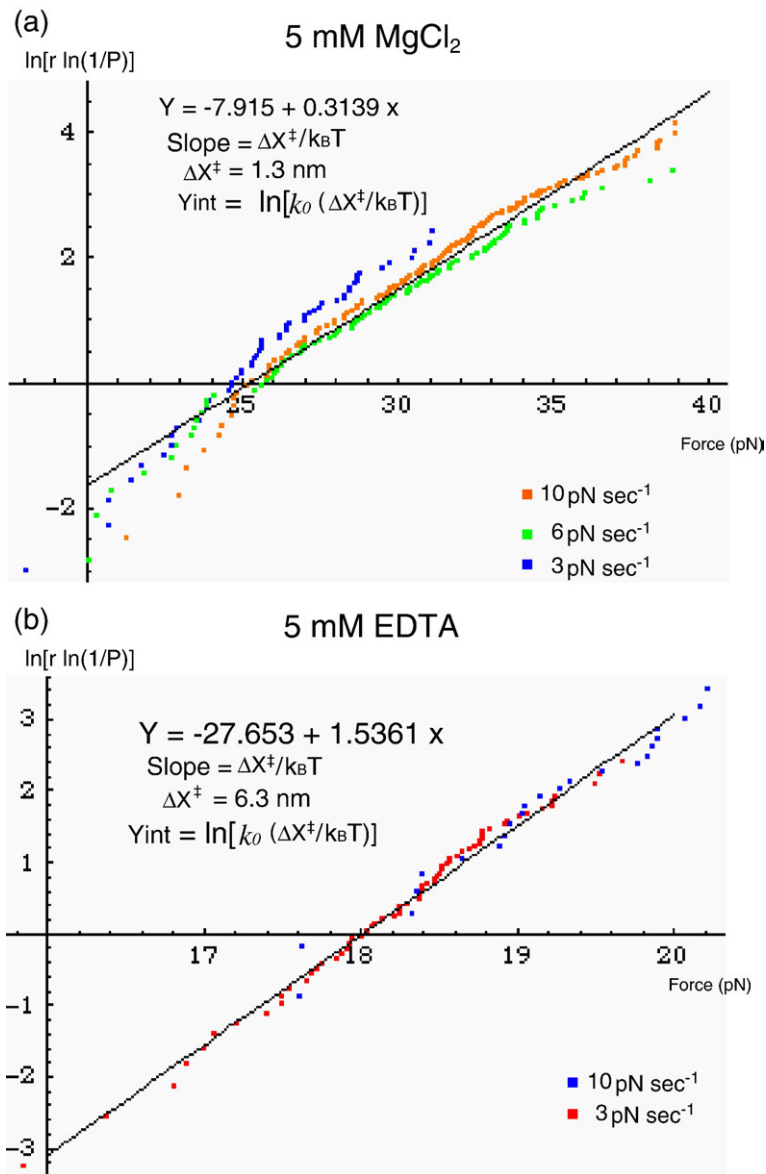 (a)
5 mM MgCl₂
ln[r ln(1/P)]
Y = -7.915 + 0.3139 x
Slope = ΔX‡/kBT
ΔX‡ = 1.3 nm
Yint = ln[k₀ (ΔX‡/kBT)]
4
2
25 30 35 40
Force (pN)
-2
10 pN sec⁻¹
6 pN sec⁻¹
3 pN sec⁻¹
(b)
5 mM EDTA
ln[r ln(1/P)]
3
Y = -27.653 + 1.5361 x
Slope = ΔX‡/kBT
ΔX‡ = 6.3 nm
2
Yint = ln[k₀ (ΔX‡/kBT)]
1
17 18 19 20
Force (pN)
-1
-2
10 pN sec⁻¹
3 pN sec⁻¹
-3